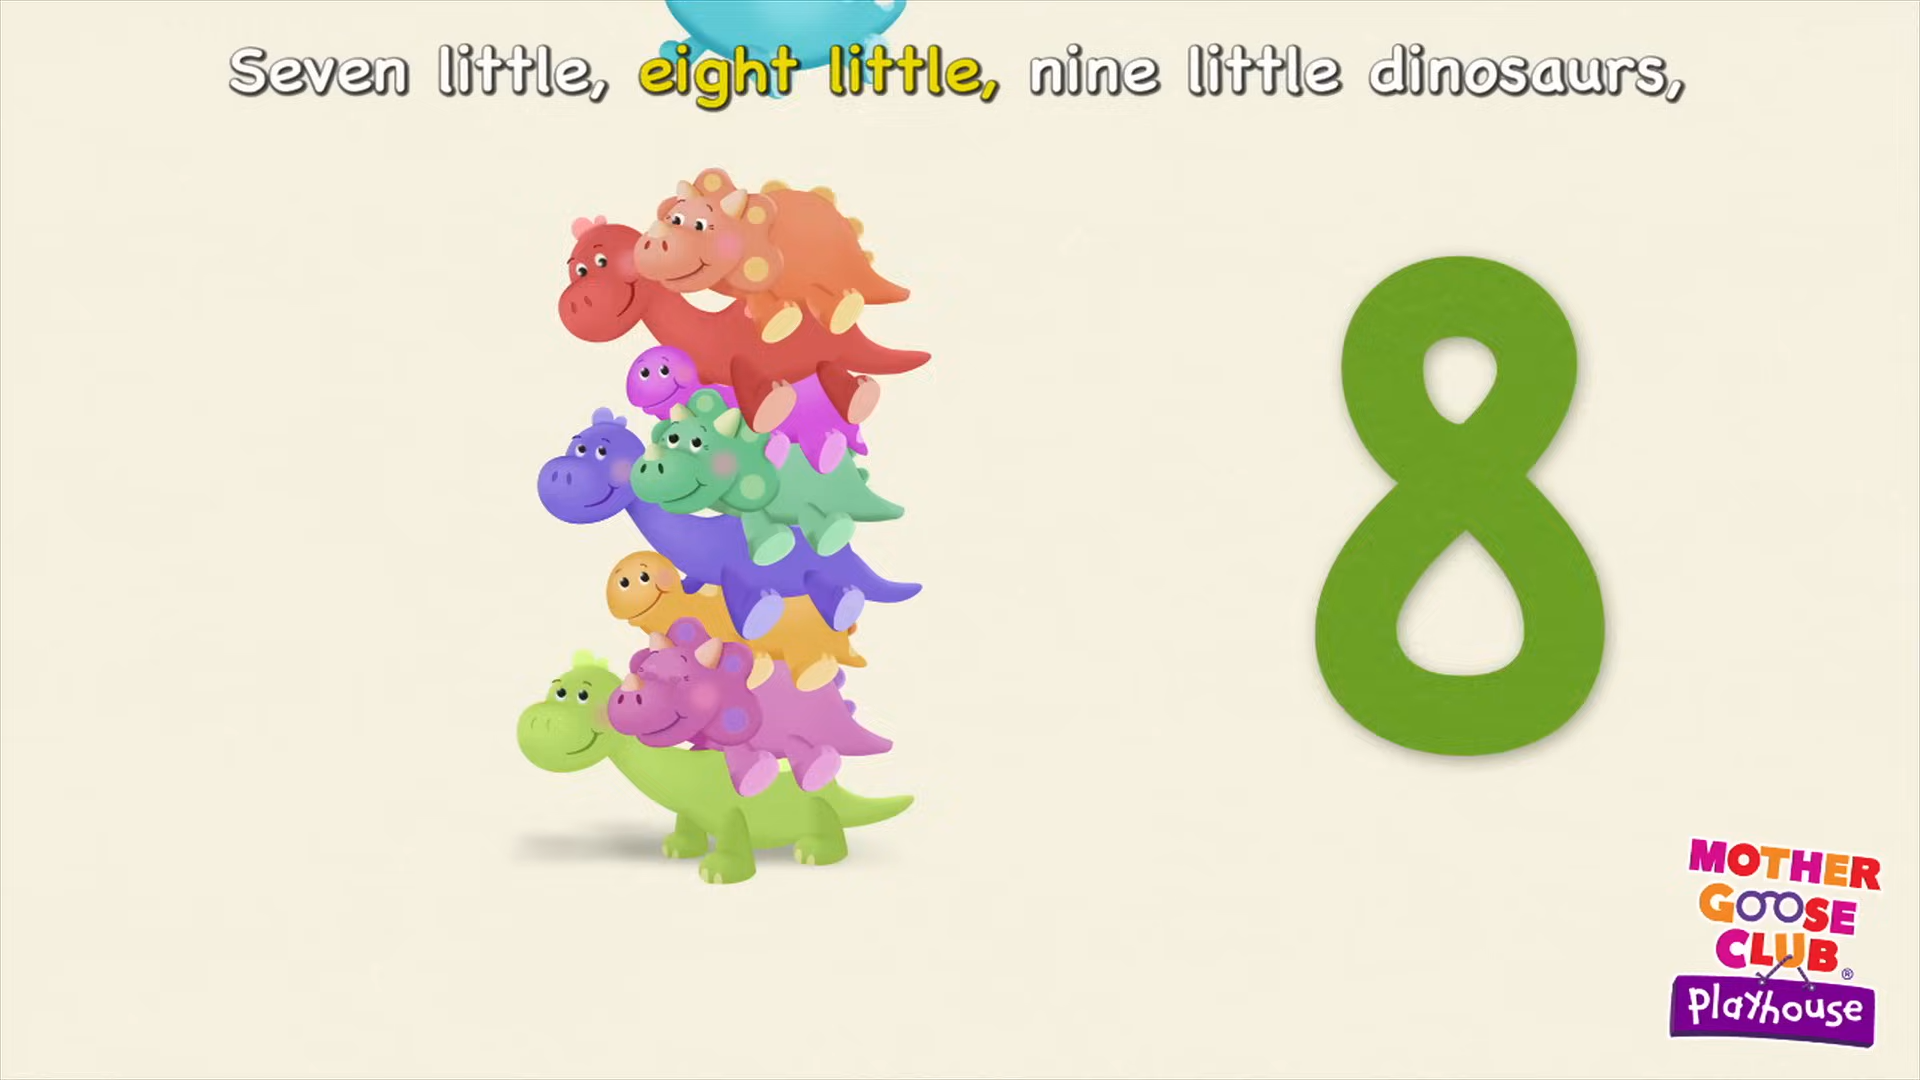 Seven little, eight little, nine little dinosaurs,
8
MOTHER
GOOSE
CLUB®
Playhouse